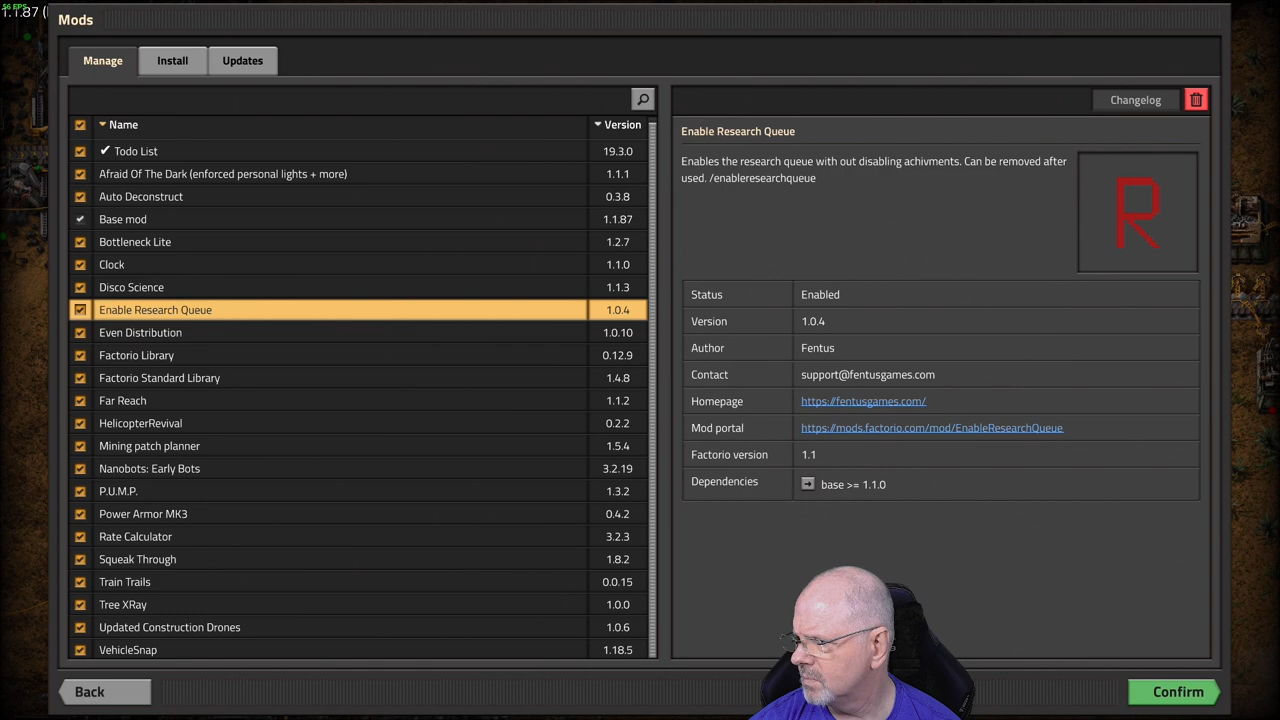 56 FPS
1.1.87 (
Mods
Manage Install Updates
Changelog
Name Version
✓ Todo List 19.3.0
Afraid Of The Dark (enforced personal lights + more) 1.1.1
Auto Deconstruct 0.3.8
Base mod 1.1.87
Bottleneck Lite 1.2.7
Clock 1.1.0
Disco Science 1.1.3
Enable Research Queue 1.0.4
Even Distribution 1.0.10
Factorio Library 0.12.9
Factorio Standard Library 1.4.8
Far Reach 1.1.2
HelicopterRevival 0.2.2
Mining patch planner 1.5.4
Nanobots: Early Bots 3.2.19
P.U.M.P. 1.3.2
Power Armor MK3 0.4.2
Rate Calculator 3.2.3
Squeak Through 1.8.2
Train Trails 0.0.15
Tree XRay 1.0.0
Updated Construction Drones 1.0.6
VehicleSnap 1.18.5
Enable Research Queue
Enables the research queue with out disabling achivments. Can be removed after
used. /enableresearchqueue
R
Status Enabled
Version 1.0.4
Author Fentus
Contact support@fentusgames.com
Homepage https://fentusgames.com/
Mod portal https://mods.factorio.com/mod/EnableResearchQueue
Factorio version 1.1
Dependencies base >= 1.1.0
Back
Confirm